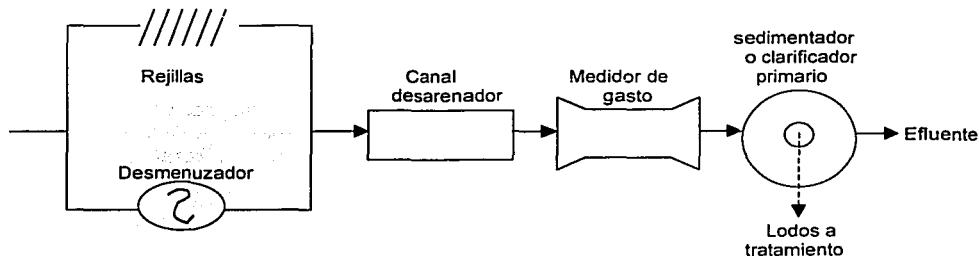 Rejillas
Desmenuzador
Canal
desarenador
Medidor de
gasto
sedimentador
o clarificador
primario
Efluente
Lodos a
tratamiento